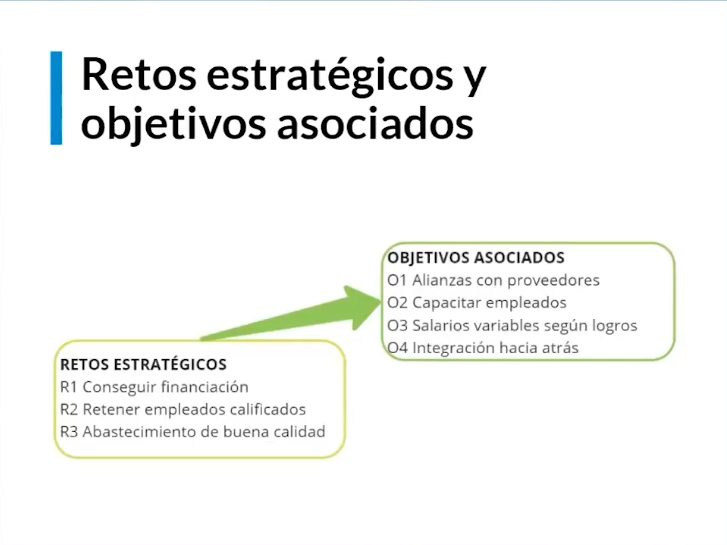 Retos estratégicos y
objetivos asociados
OBJETIVOS ASOCIADOS
O1 Alianzas con proveedores
O2 Capacitar empleados
O3 Salarios variables según logros
O4 Integración hacia atrás
RETOS ESTRATÉGICOS
R1 Conseguir financiación
R2 Retener empleados calificados
R3 Abastecimiento de buena calidad